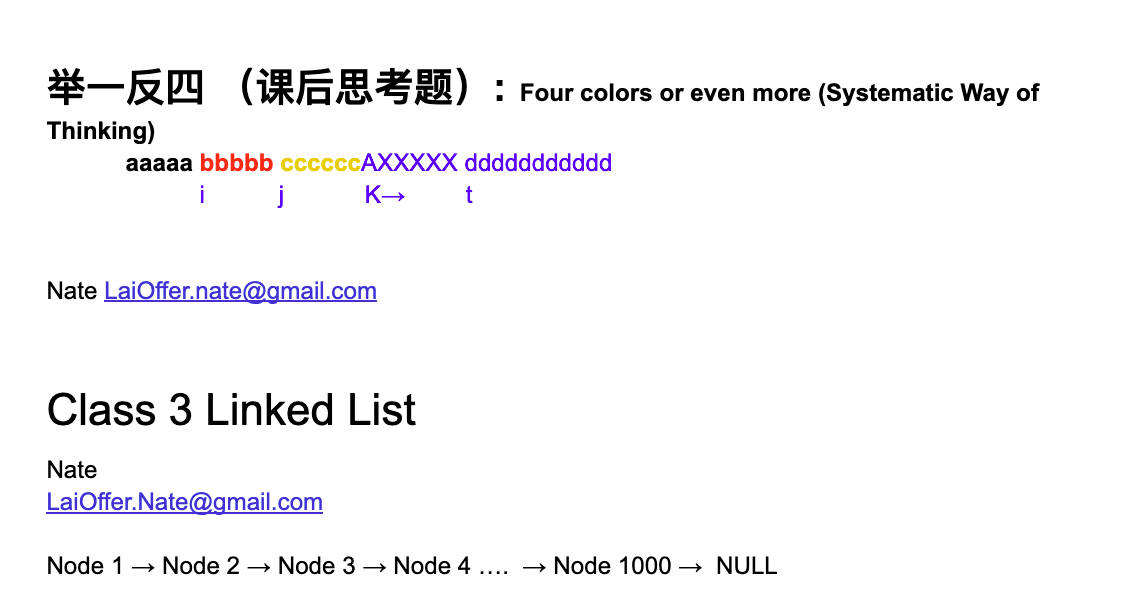 举一反四 （课后思考题）： Four colors or even more (Systematic Way of
Thinking)
aaaaa bbbbb ccccccAXXXXX ddddddddddd
i j K→ t
Nate LaiOffer.nate@gmail.com
Class 3 Linked List
Nate
LaiOffer.Nate@gmail.com
Node 1 → Node 2 → Node 3 → Node 4 …. → Node 1000 → NULL